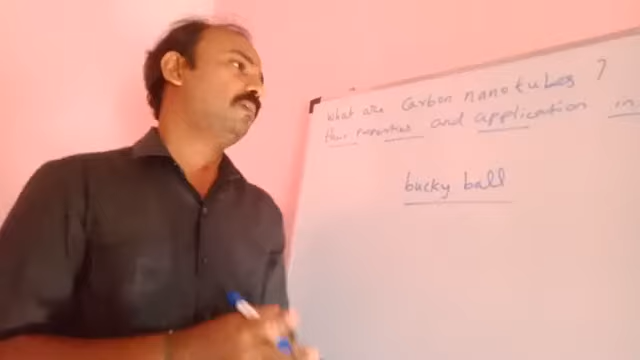 What are Carbon nanotubes ?
their properties and application in
bucky ball